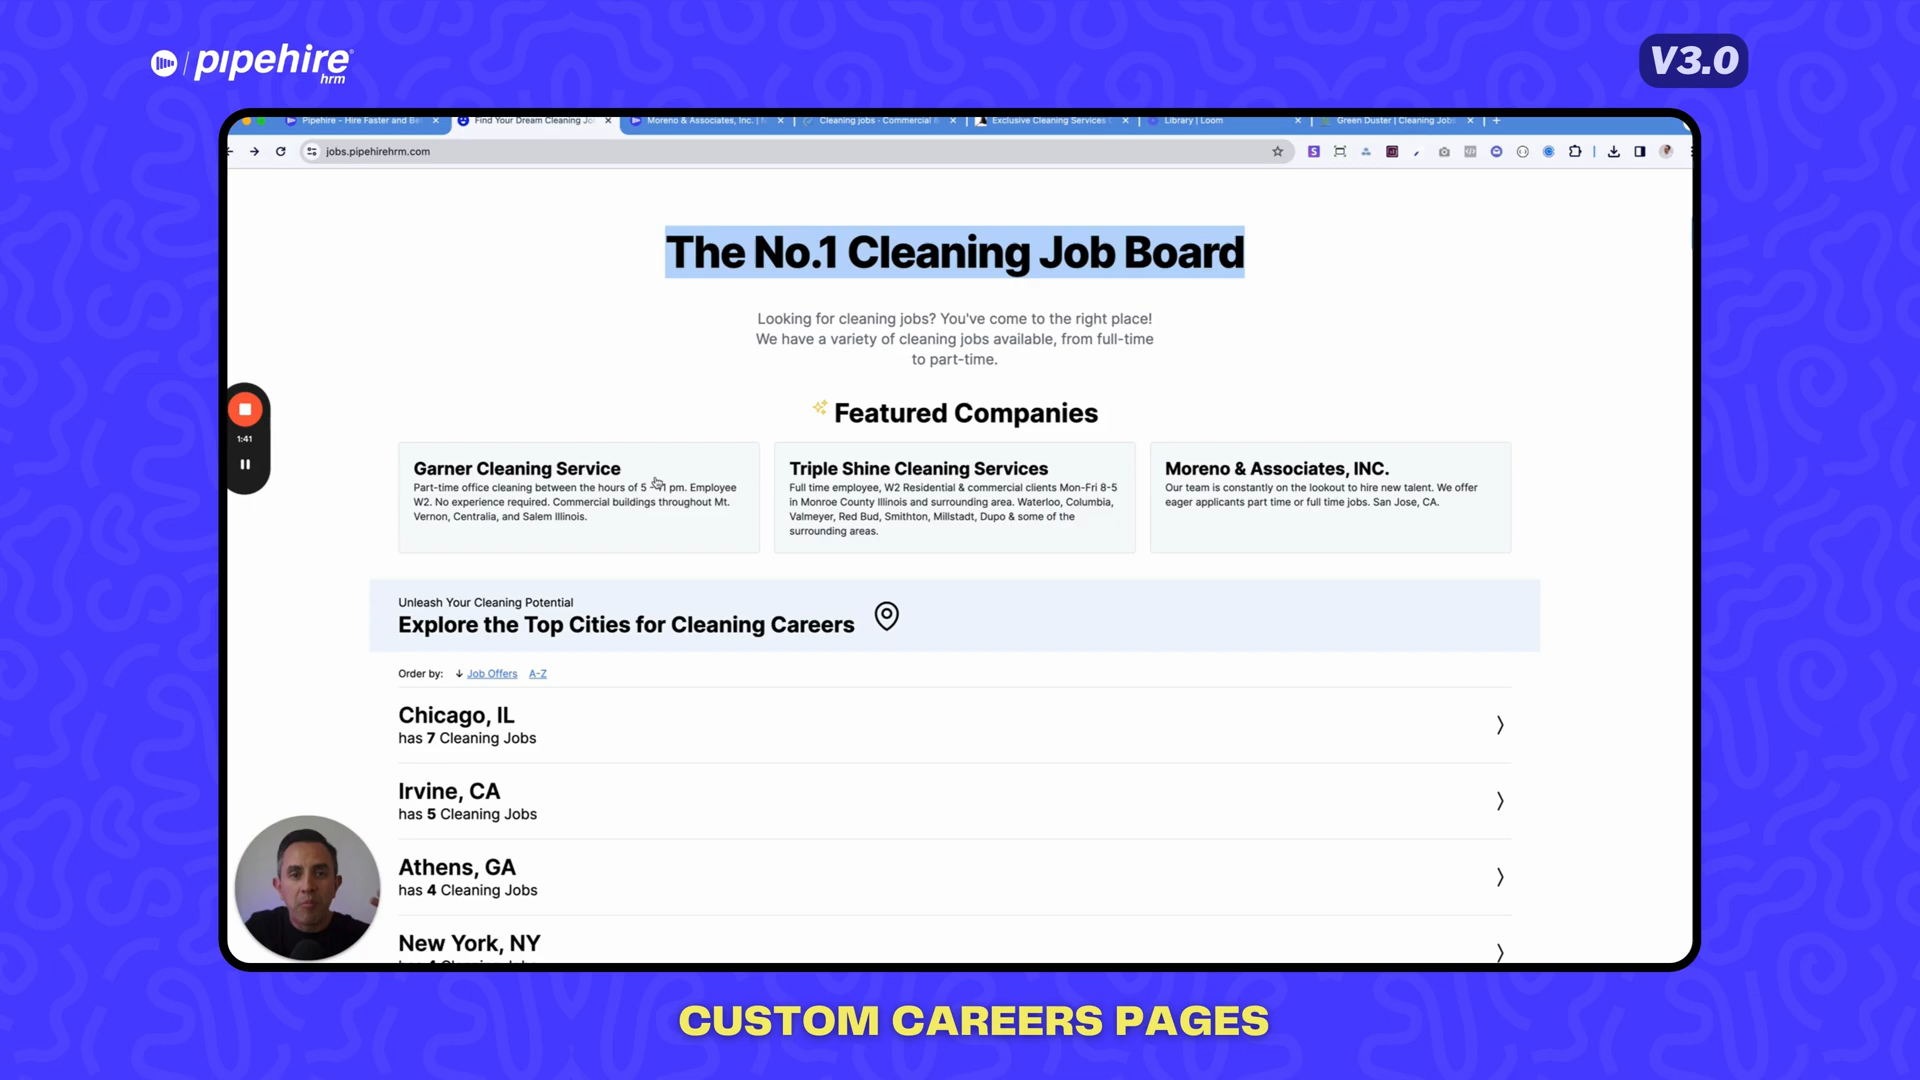 pipehire
hrm
V3.0
Pipehire - Hire Faster and Be
Find Your Dream Cleaning Jo
Moreno & Associates, Inc. |
Cleaning jobs - Commercial
Exclusive Cleaning Services
Library | Loom
Green Duster | Cleaning Jobs
jobs.pipehirehrm.com
The No.1 Cleaning Job Board
Looking for cleaning jobs? You've come to the right place!
We have a variety of cleaning jobs available, from full-time
to part-time.
Featured Companies
Garner Cleaning Service
Part-time office cleaning between the hours of 5 pm. Employee
W2. No experience required. Commercial buildings throughout Mt.
Vernon, Centralia, and Salem Illinois.
Triple Shine Cleaning Services
Full time employee, W2 Residential & commercial clients Mon-Fri 8-5
in Monroe County Illinois and surrounding area. Waterloo, Columbia,
Valmeyer, Red Bud, Smithton, Millstadt, Dupo & some of the
surrounding areas.
Moreno & Associates, INC.
Our team is constantly on the lookout to hire new talent. We offer
eager applicants part time or full time jobs. San Jose, CA.
1:41
Unleash Your Cleaning Potential
Explore the Top Cities for Cleaning Careers
Order by: ↓ Job Offers A-Z
Chicago, IL
has 7 Cleaning Jobs
Irvine, CA
has 5 Cleaning Jobs
Athens, GA
has 4 Cleaning Jobs
New York, NY
CUSTOM CAREERS PAGES